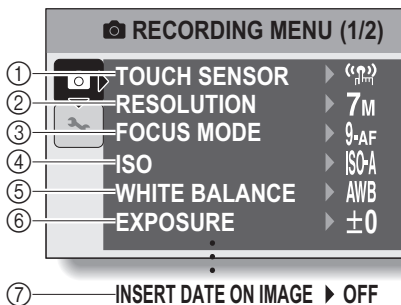 RECORDING MENU (1/2)
① TOUCH SENSOR
② RESOLUTION 7M
③ FOCUS MODE 9-AF
④ ISO ISO-A
⑤ WHITE BALANCE AWB
⑥ EXPOSURE ±0
⑦ INSERT DATE ON IMAGE OFF